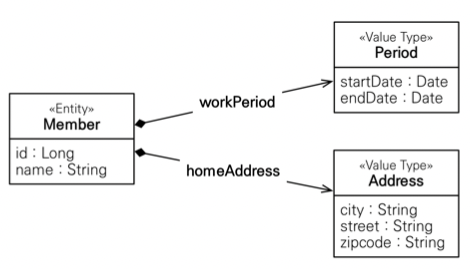 «Value Type»
Period
startDate : Date
endDate : Date
workPeriod
«Entity»
Member
id : Long
name : String
homeAddress
«Value Type»
Address
city : String
street : String
zipcode : String